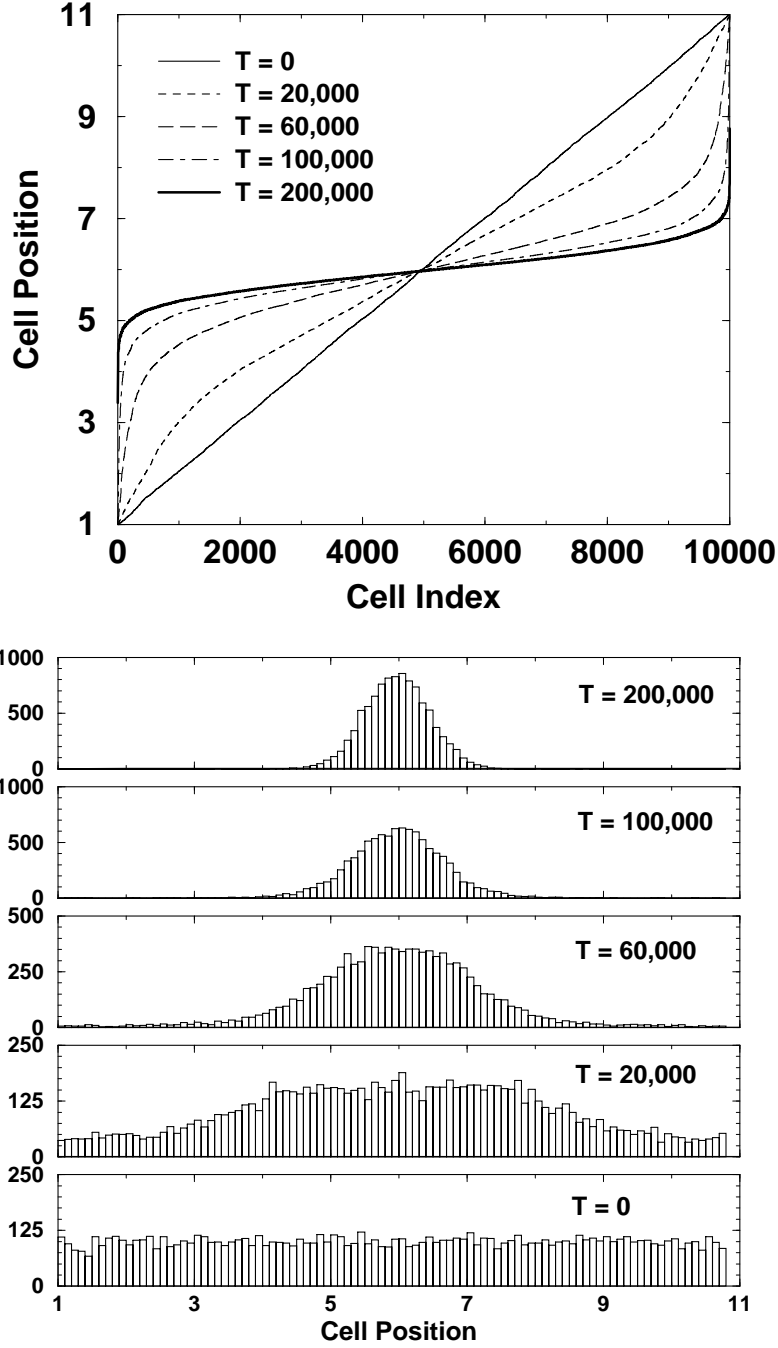 11
9
7
5
3
1
Cell Position
T = 0
T = 20,000
T = 60,000
T = 100,000
T = 200,000
0 2000 4000 6000 8000 10000
Cell Index
1000
500
0
T = 200,000
1000
500
0
T = 100,000
500
250
0
T = 60,000
250
125
0
T = 20,000
250
125
0
T = 0
1 3 5 7 9 11
Cell Position